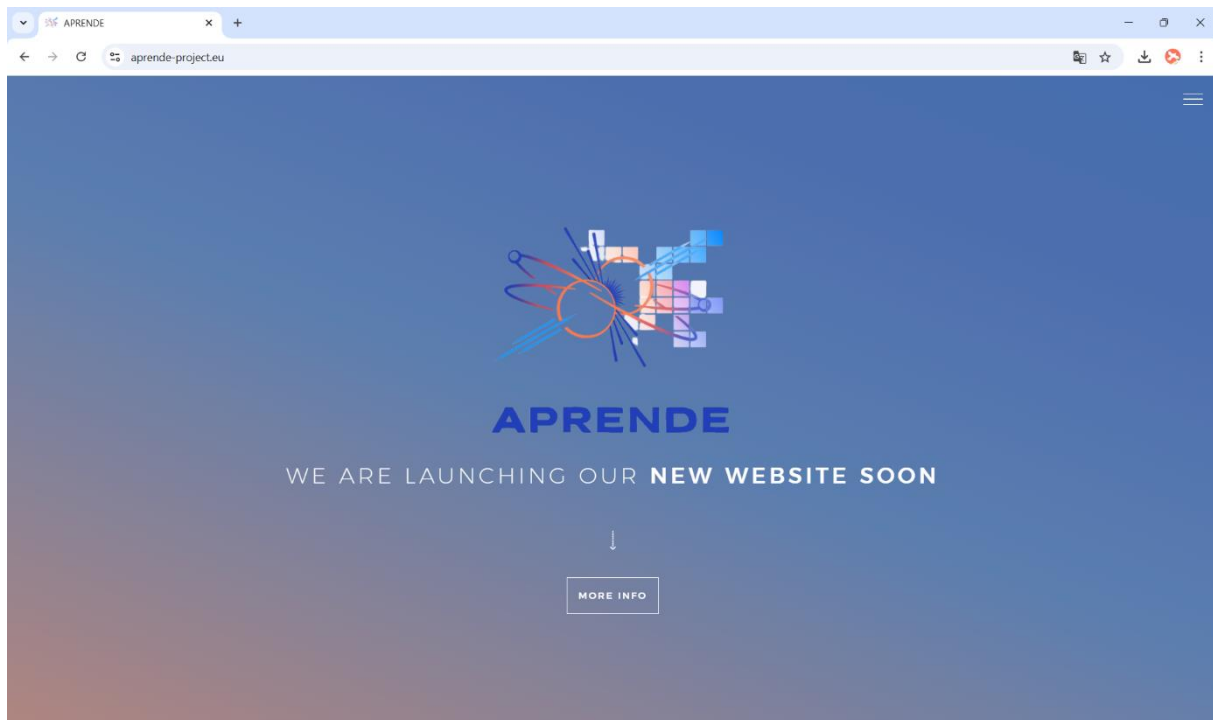 APRENDE
aprende-project.eu
APRENDE
WE ARE LAUNCHING OUR NEW WEBSITE SOON
MORE INFO